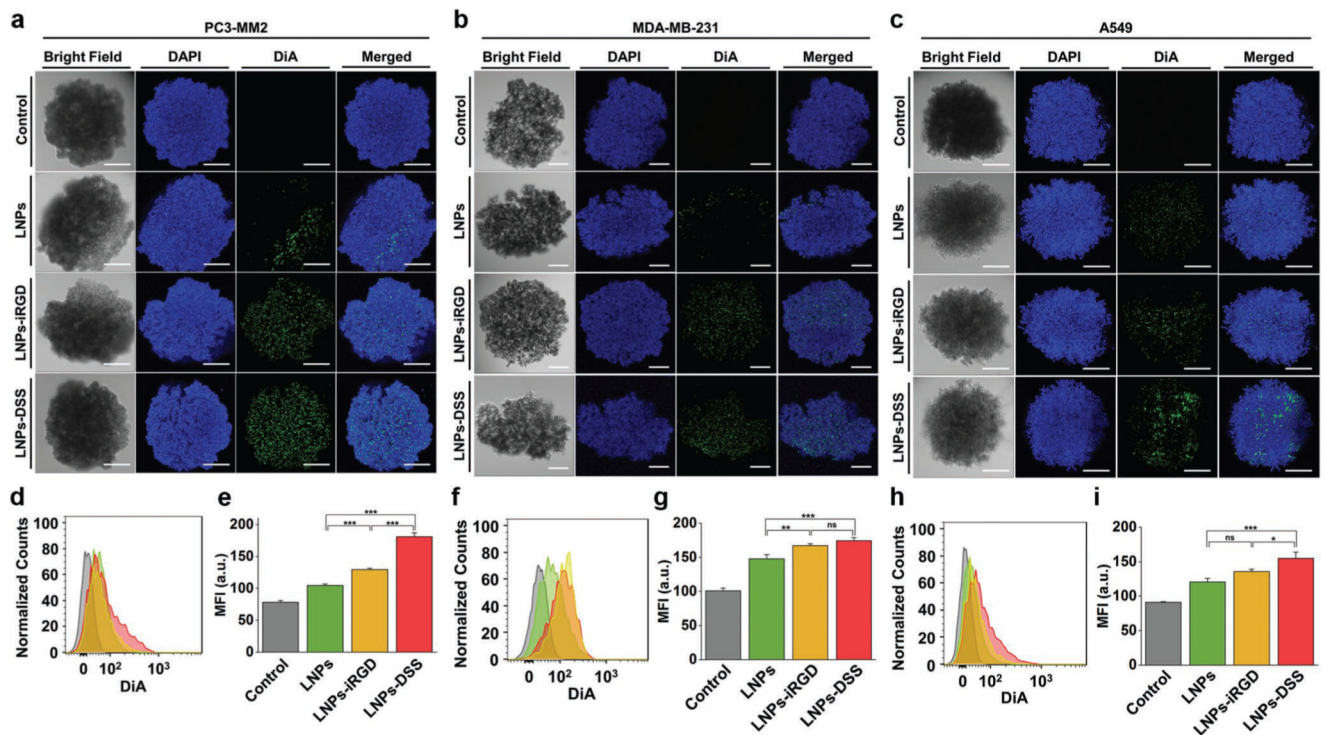 a
PC3-MM2
Bright Field DAPI DiA Merged
Control
LNPs
LNPs-iRGD
LNPs-DSS
b
MDA-MB-231
Bright Field DAPI DiA Merged
Control
LNPs
LNPs-iRGD
LNPs-DSS
c
A549
Bright Field DAPI DiA Merged
Control
LNPs
LNPs-iRGD
LNPs-DSS
d
Normalized Counts
100
80
60
40
20
0
0 10² 10³
DiA
e
MFI (a.u.)
200
150
100
50
0
***
*** ***
Control LNPs LNPs-iRGD LNPs-DSS
f
Normalized Counts
100
80
60
40
20
0
0 10² 10³
DiA
g
MFI (a.u.)
200
150
100
50
0
***
** ns
Control LNPs LNPs-iRGD LNPs-DSS
h
Normalized Counts
100
80
60
40
20
0
0 10² 10³
DiA
i
MFI (a.u.)
200
150
100
50
0
***
ns *
Control LNPs LNPs-iRGD LNPs-DSS